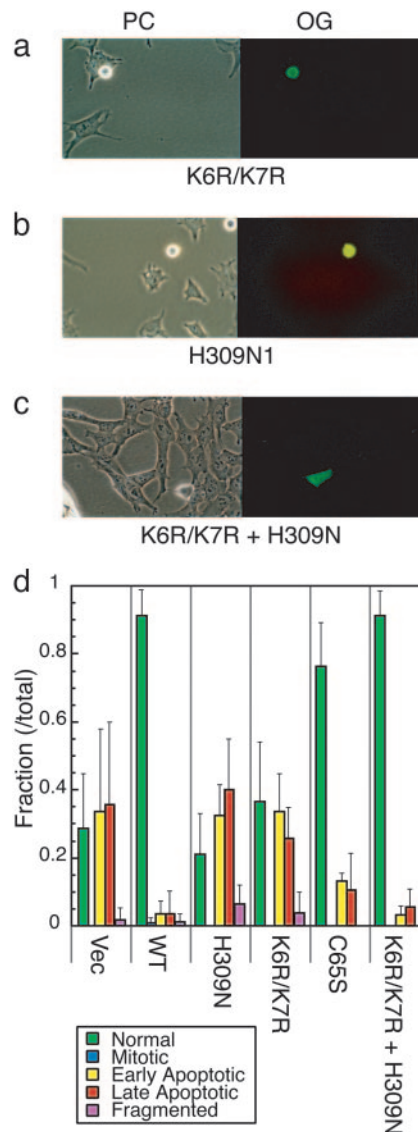 PC OG
a
K6R/K7R
b
H309N1
c
K6R/K7R + H309N
d
1
0.8
0.6
0.4
0.2
0
Fraction (/total)
Vec
WT
H309N
K6R/K7R
C65S
K6R/K7R + H309N
Normal
Mitotic
Early Apoptotic
Late Apoptotic
Fragmented